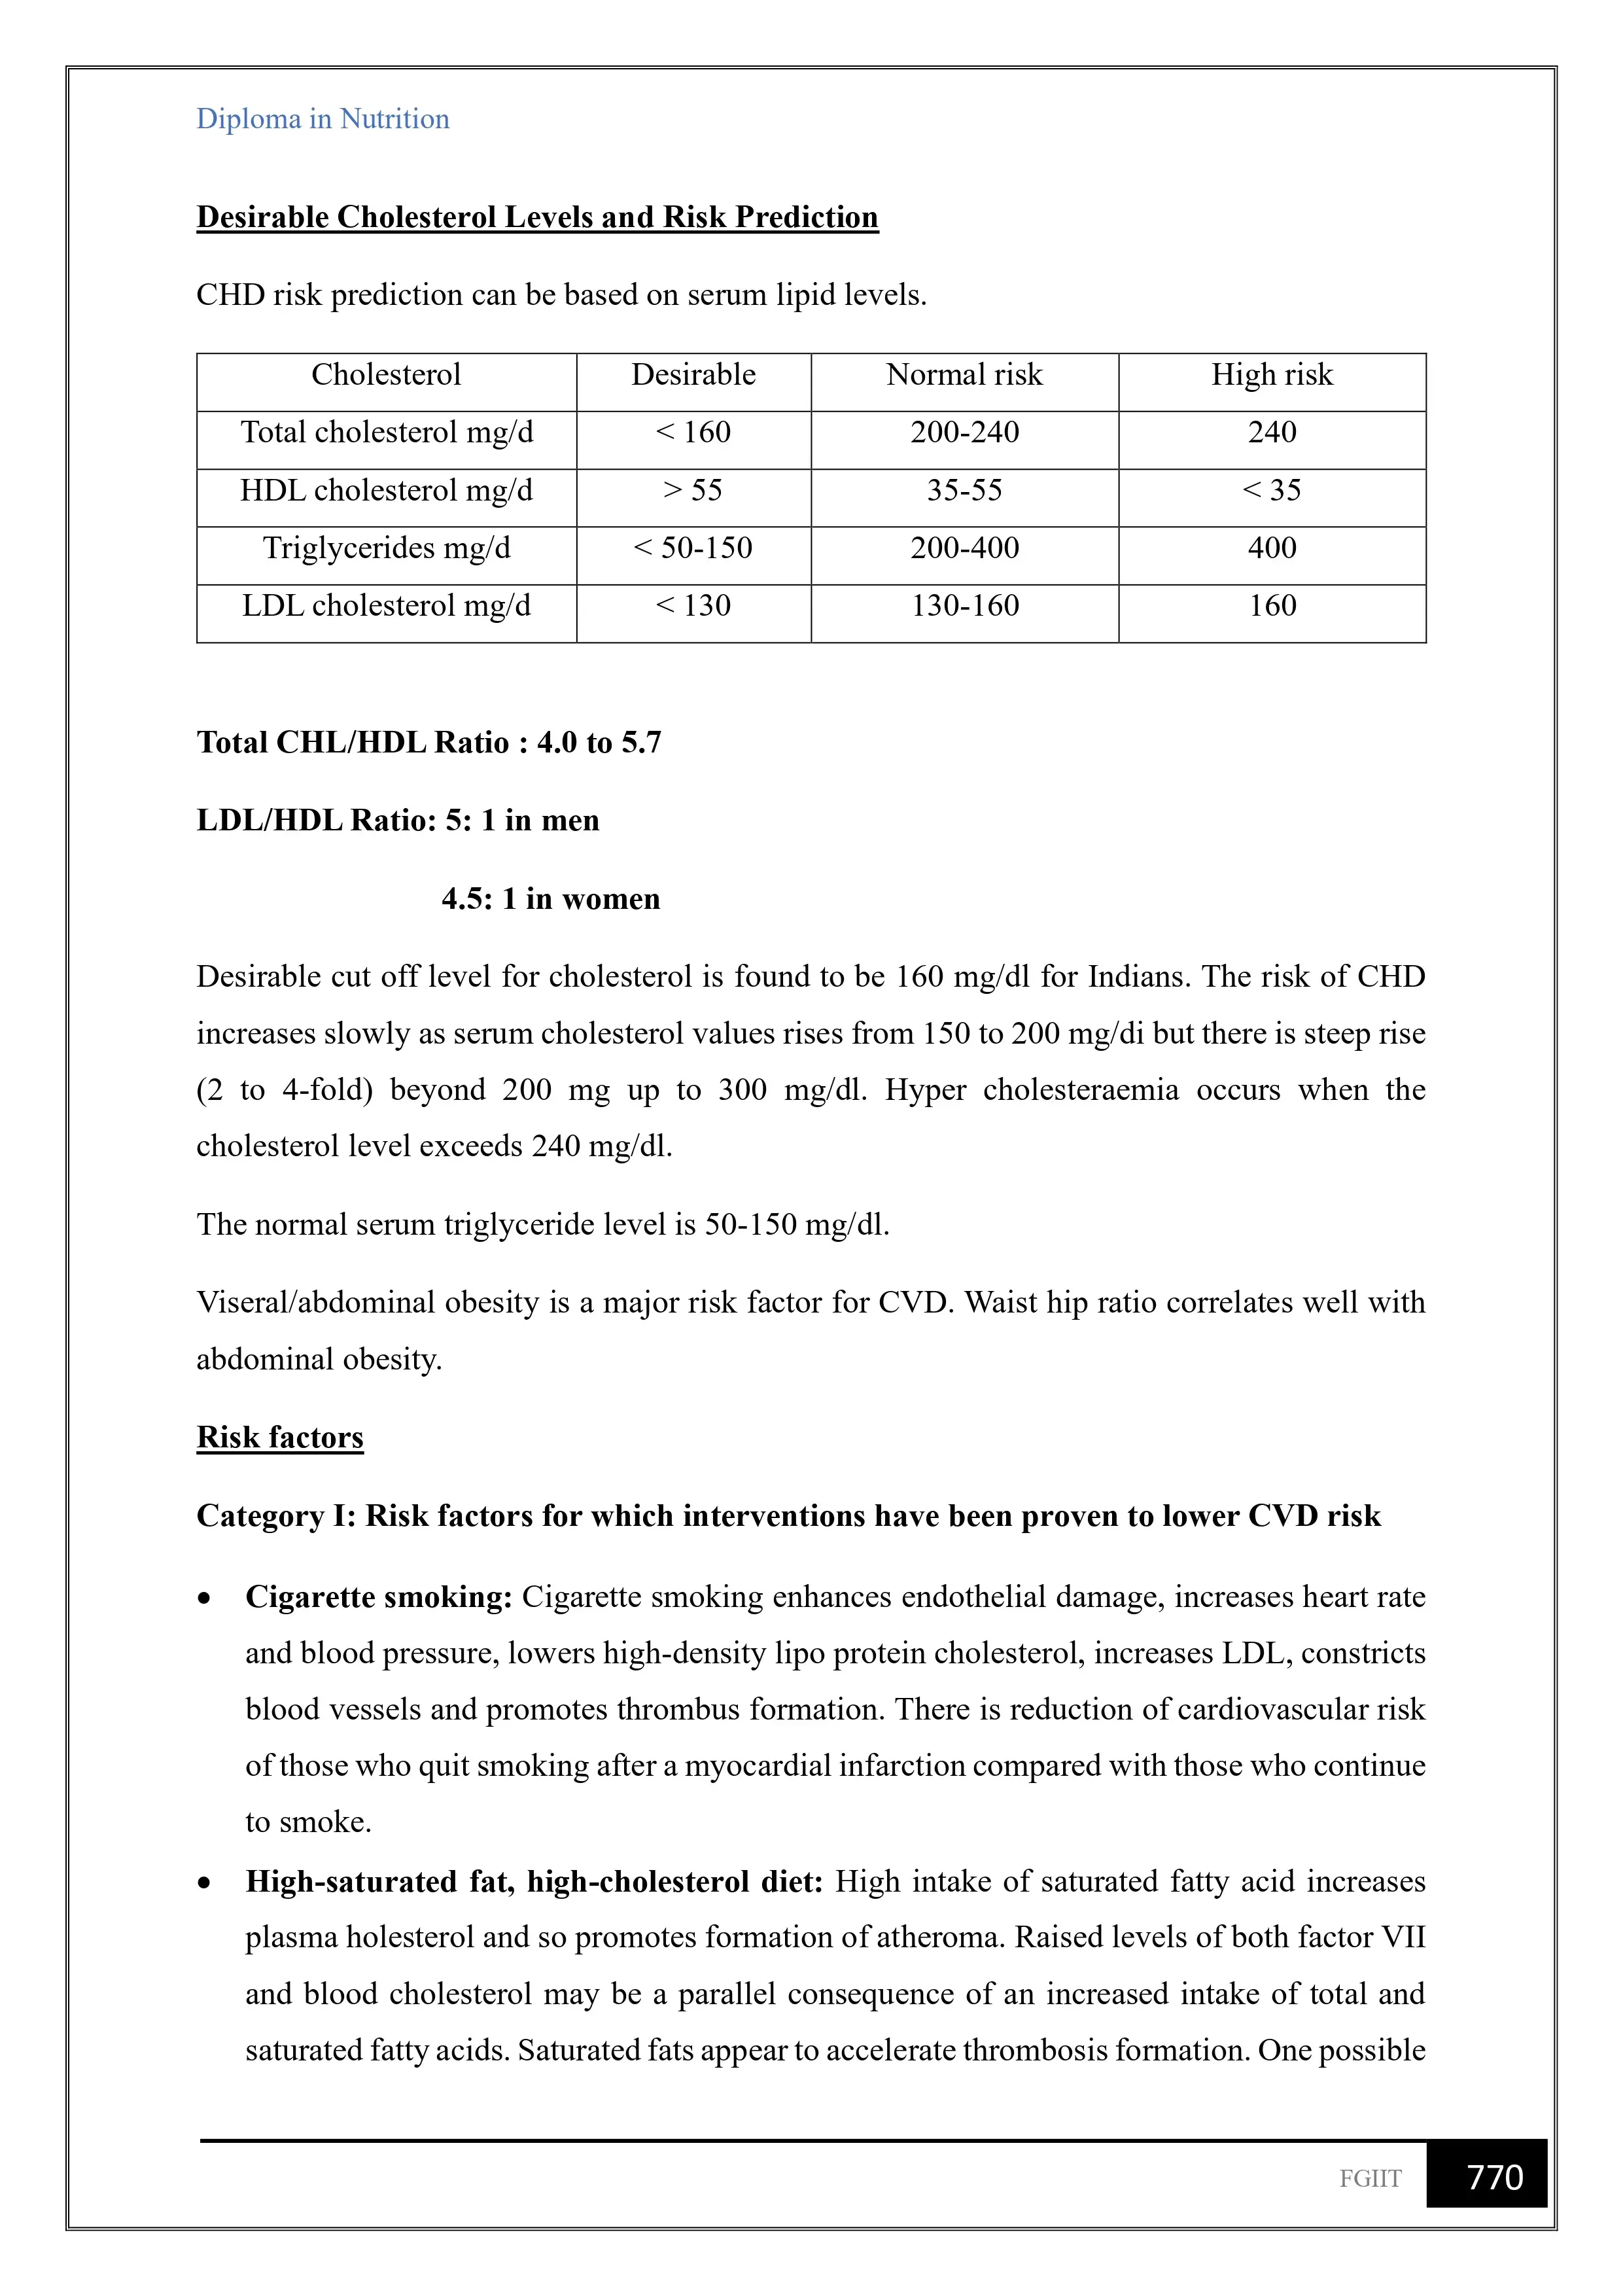 Diploma in Nutrition
Desirable Cholesterol Levels and Risk Prediction
CHD risk prediction can be based on serum lipid levels.
Cholesterol Desirable Normal risk High risk
Total cholesterol mg/d < 160 200-240 240
HDL cholesterol mg/d > 55 35-55 < 35
Triglycerides mg/d < 50-150 200-400 400
LDL cholesterol mg/d < 130 130-160 160
Total CHL/HDL Ratio : 4.0 to 5.7
LDL/HDL Ratio: 5: 1 in men
4.5: 1 in women
Desirable cut off level for cholesterol is found to be 160 mg/dl for Indians. The risk of CHD
increases slowly as serum cholesterol values rises from 150 to 200 mg/di but there is steep rise
(2 to 4-fold) beyond 200 mg up to 300 mg/dl. Hyper cholesteraemia occurs when the
cholesterol level exceeds 240 mg/dl.
The normal serum triglyceride level is 50-150 mg/dl.
Viseral/abdominal obesity is a major risk factor for CVD. Waist hip ratio correlates well with
abdominal obesity.
Risk factors
Category I: Risk factors for which interventions have been proven to lower CVD risk
• Cigarette smoking: Cigarette smoking enhances endothelial damage, increases heart rate
and blood pressure, lowers high-density lipo protein cholesterol, increases LDL, constricts
blood vessels and promotes thrombus formation. There is reduction of cardiovascular risk
of those who quit smoking after a myocardial infarction compared with those who continue
to smoke.
• High-saturated fat, high-cholesterol diet: High intake of saturated fatty acid increases
plasma holesterol and so promotes formation of atheroma. Raised levels of both factor VII
and blood cholesterol may be a parallel consequence of an increased intake of total and
saturated fatty acids. Saturated fats appear to accelerate thrombosis formation. One possible
FGIIT 770